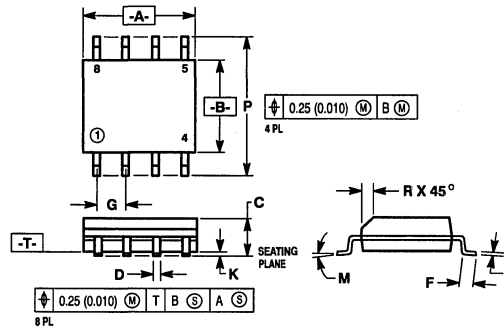 -A-
8 5
-B- P
1 4
⌖ 0.25 (0.010) Ⓜ B Ⓜ
4 PL
G
C
R X 45°
-T-
D
K
SEATING
PLANE
M
F
⌖ 0.25 (0.010) Ⓜ T B Ⓢ A Ⓢ
8 PL